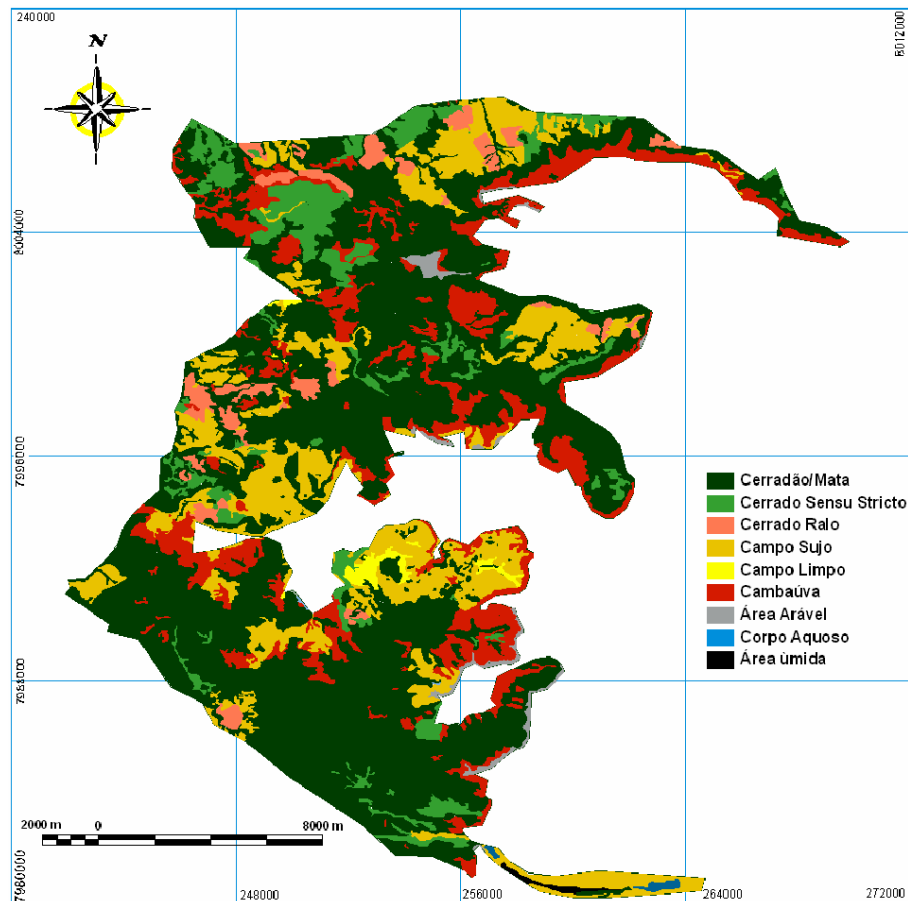 240000
8012000
N
8004000
7996000
Cerradão/Mata
Cerrado Sensu Stricto
Cerrado Ralo
Campo Sujo
Campo Limpo
Cambaúva
Área Arável
Corpo Aquoso
Área ùmida
7988000
2000 m 0 8000 m
7980000
248000
256000
264000
272000